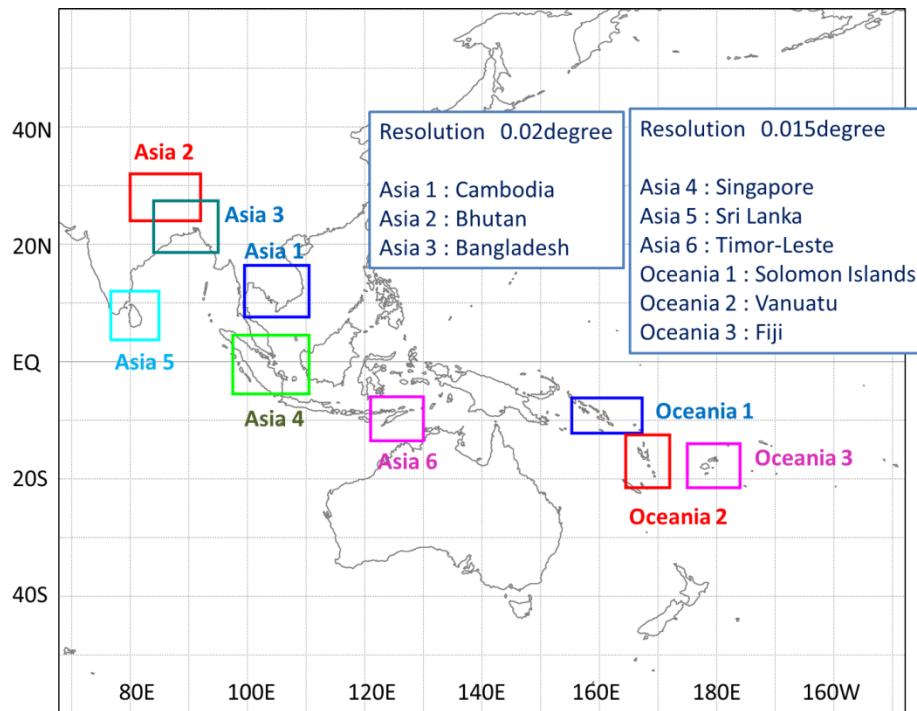 40N
20N
EQ
20S
40S
80E
100E
120E
140E
160E
180E
160W
Asia 2
Asia 3
Asia 1
Asia 5
Asia 4
Asia 6
Oceania 1
Oceania 3
Oceania 2
Resolution 0.02degree
Asia 1 : Cambodia
Asia 2 : Bhutan
Asia 3 : Bangladesh
Resolution 0.015degree
Asia 4 : Singapore
Asia 5 : Sri Lanka
Asia 6 : Timor-Leste
Oceania 1 : Solomon Islands
Oceania 2 : Vanuatu
Oceania 3 : Fiji